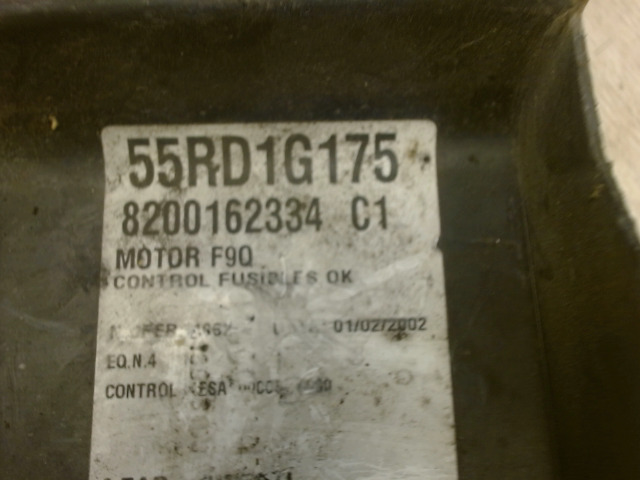 55RD1G175
8200162334 C1
MOTOR F9Q
CONTROL FUSIBLES OK
01/02/2002
EQ.N.4
CONTROL